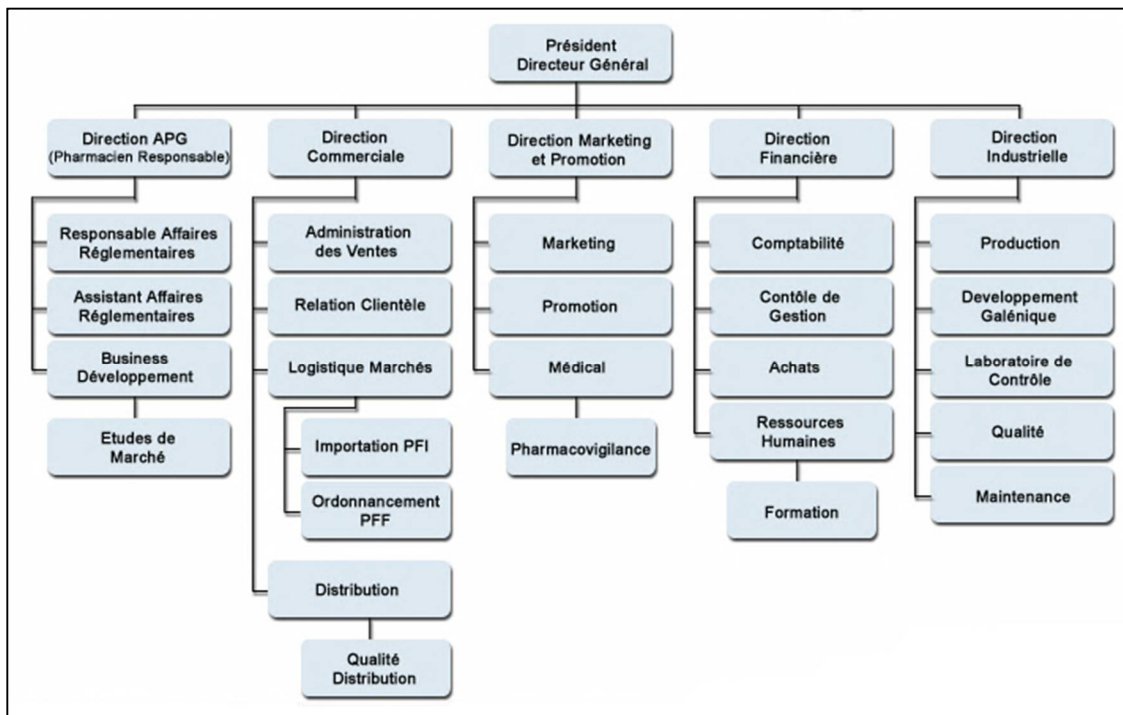 Président
Directeur Général
Direction APG
(Pharmacien Responsable)
Responsable Affaires
Réglementaires
Assistant Affaires
Réglementaires
Business
Développement
Etudes de
Marché
Direction
Commerciale
Administration
des Ventes
Relation Clientèle
Logistique Marchés
Importation PFI
Ordonnancement
PFF
Distribution
Qualité
Distribution
Direction Marketing
et Promotion
Marketing
Promotion
Médical
Pharmacovigilance
Direction
Financière
Comptabilité
Contôle de
Gestion
Achats
Ressources
Humaines
Formation
Direction
Industrielle
Production
Developpement
Galénique
Laboratoire de
Contrôle
Qualité
Maintenance